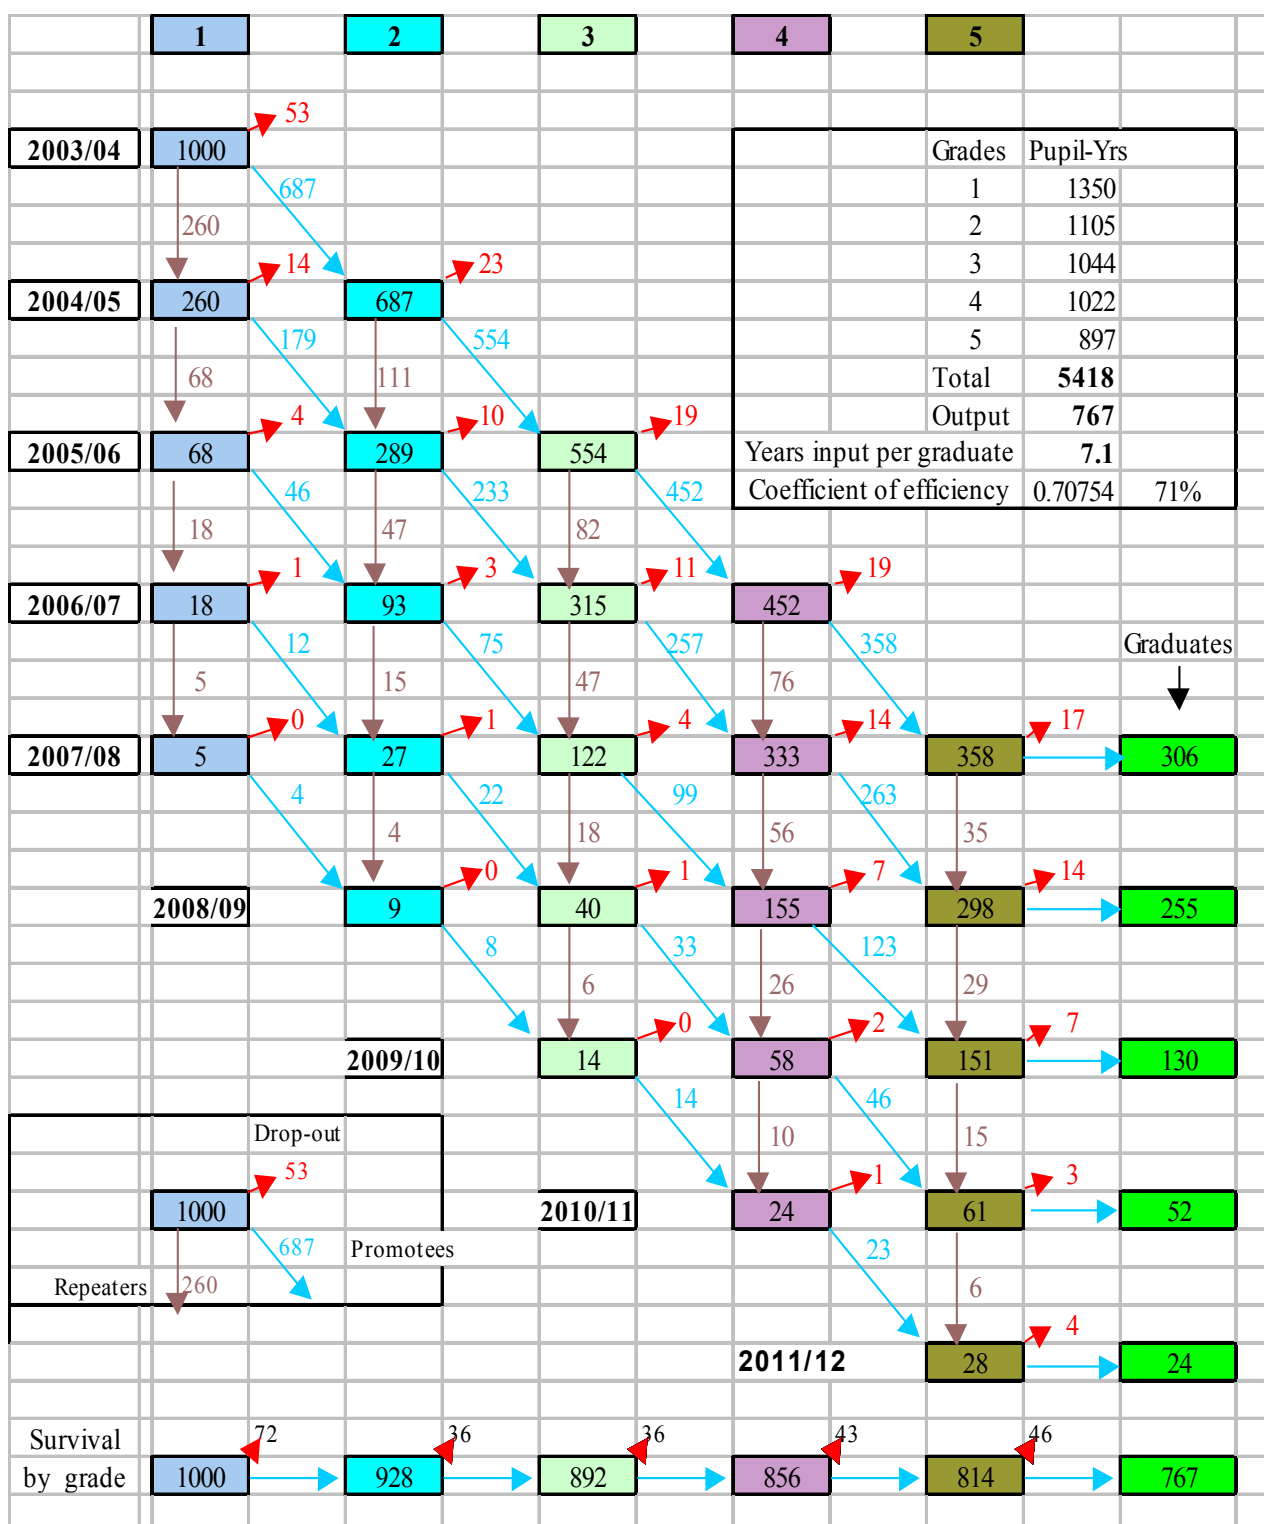 1 2 3 4 5
53
2003/04 1000 Grades Pupil-Yrs
687 1 1350
260 2 1105
14 23 3 1044
2004/05 260 687 4 1022
179 554 5 897
68 111 Total 5418
4 10 19 Output 767
2005/06 68 289 554 Years input per graduate 7.1
46 233 452 Coefficient of efficiency 0.70754 71%
18 47 82
1 3 11 19
2006/07 18 93 315 452
12 75 257 358 Graduates
5 15 47 76
0 1 4 14 17
2007/08 5 27 122 333 358 306
4 22 99 263
4 18 56 35
0 1 7 14
2008/09 9 40 155 298 255
8 33 123
6 26 29
0 2 7
2009/10 14 58 151 130
14 46
Drop-out 10 15
53 1 3
1000 2010/11 24 61 52
687 Promotees 23
Repeaters 260 6
4
2011/12 28 24
Survival 72 36 36 43 46
by grade 1000 928 892 856 814 767